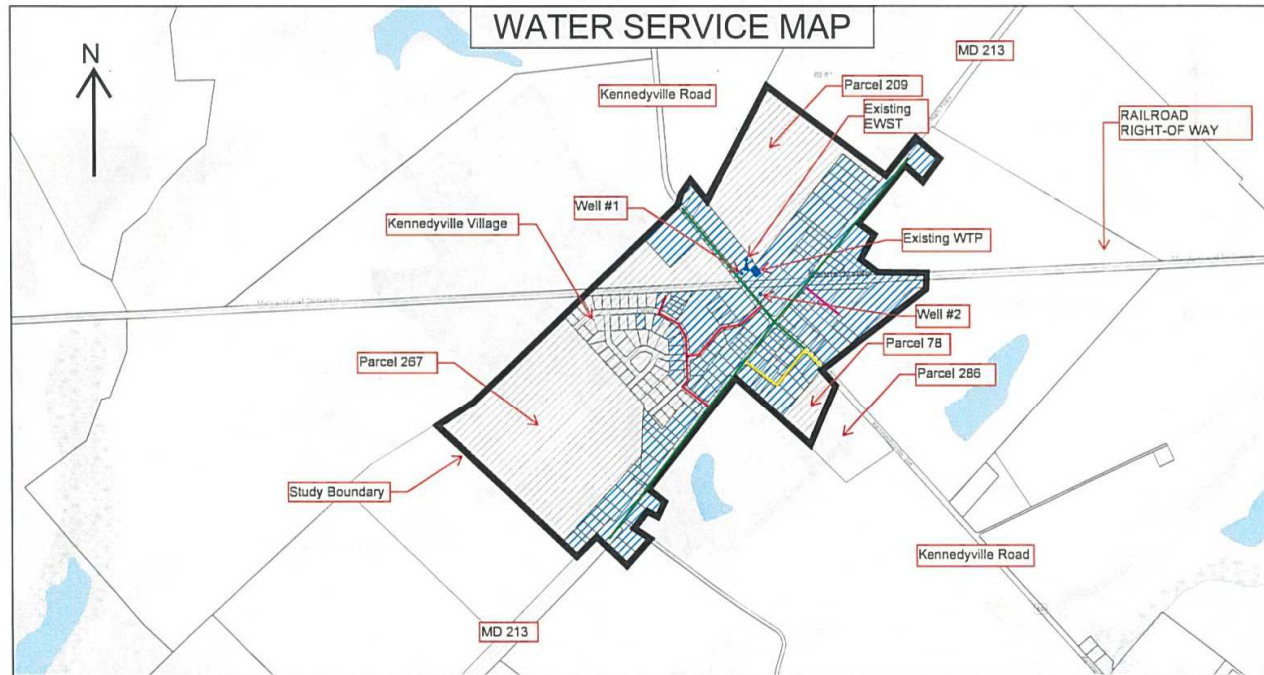 WATER SERVICE MAP
N
MD 213
Kennedyville Road
Parcel 209
Existing
EWST
RAILROAD
RIGHT-OF WAY
Well #1
Kennedyville Village
Existing WTP
Well #2
Parcel 78
Parcel 267
Parcel 286
Study Boundary
Kennedyville Road
MD 213